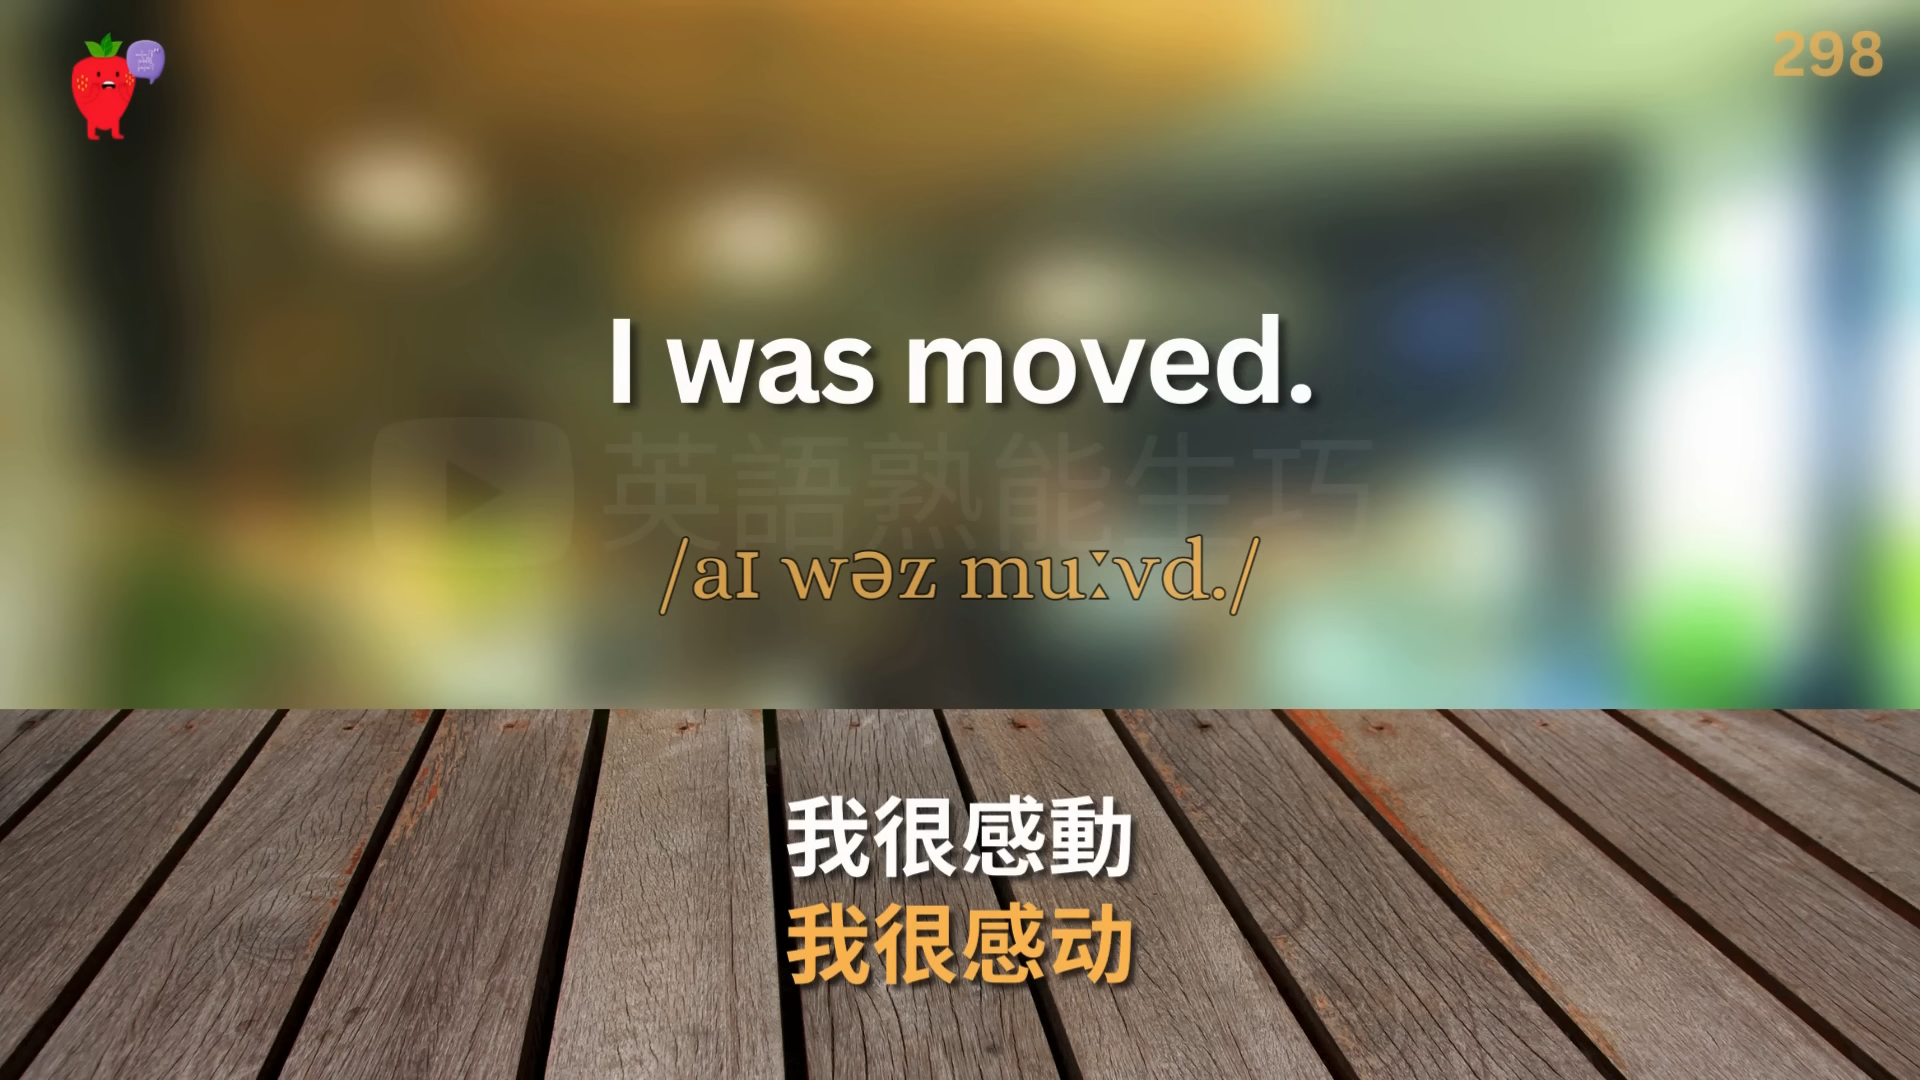 298
I was moved.
英語熟能生巧
/aɪ wəz muːvd./
我很感動
我很感动